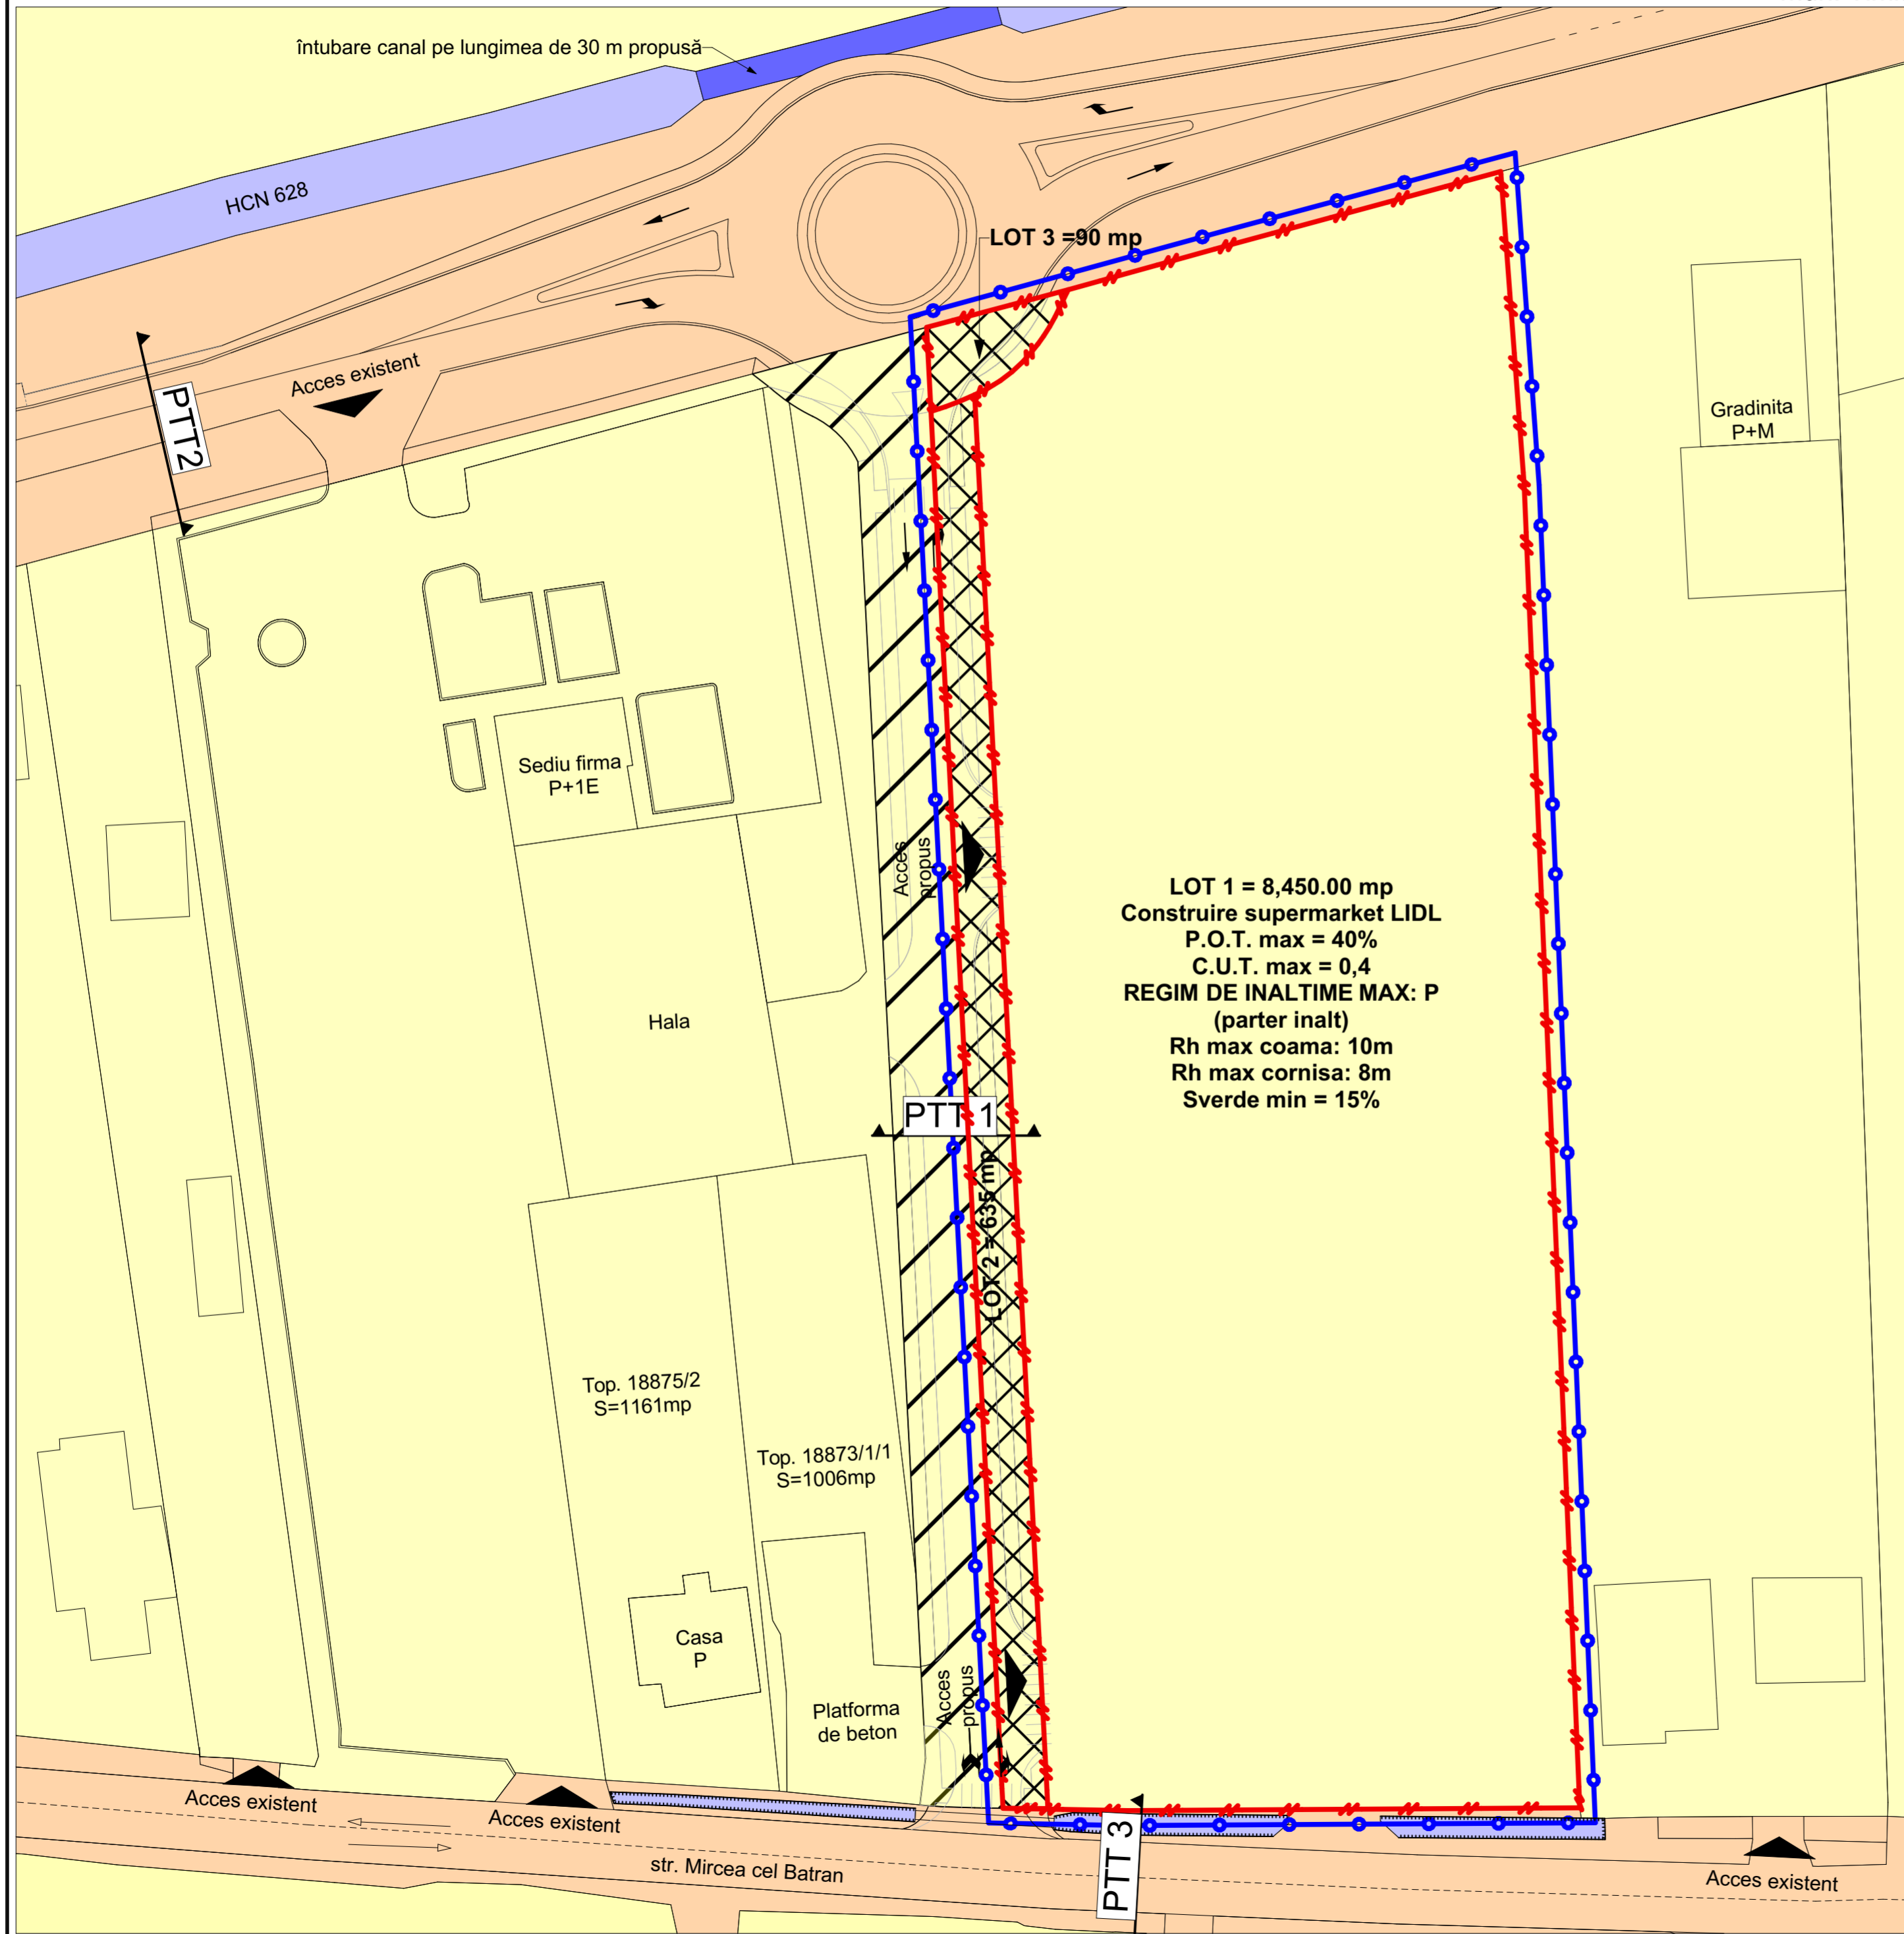 întubare canal pe lungimea de 30 m propusă
HCN 628
LOT 3 =90 mp
Acces existent
PTT2
Gradinita
P+M
Sediu firma
P+1E
Acces
propus
LOT 1 = 8,450.00 mp
Construire supermarket LIDL
P.O.T. max = 40%
C.U.T. max = 0,4
REGIM DE INALTIME MAX: P
(parter inalt)
Rh max coama: 10m
Rh max cornisa: 8m
Sverde min = 15%
Hala
PTT 1
LOT 2 = 635 mp
Top. 18875/2
S=1161mp
Top. 18873/1/1
S=1006mp
Casa
P
Acces
propus
Platforma
de beton
Acces existent
Acces existent
str. Mircea cel Batran
PTT 3
Acces existent